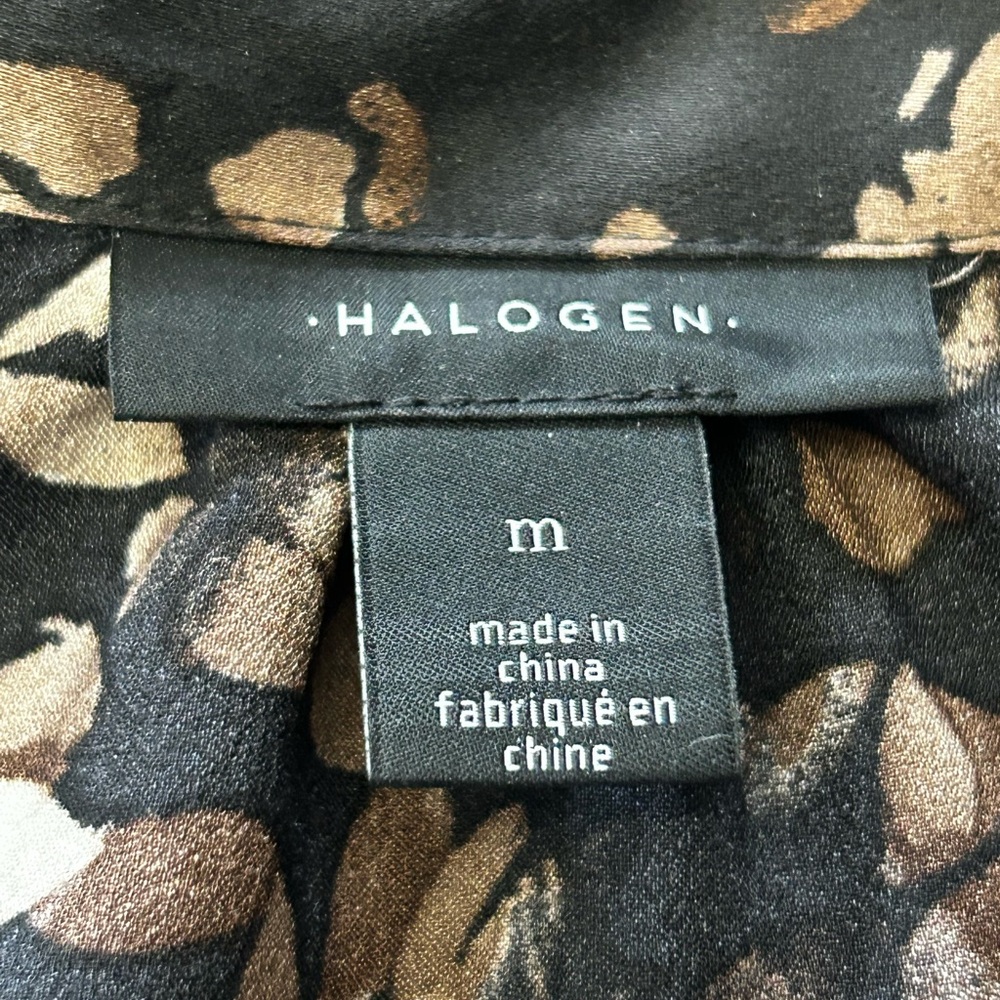 ·HALOGEN·
m
made in
china
fabriqué en
chine